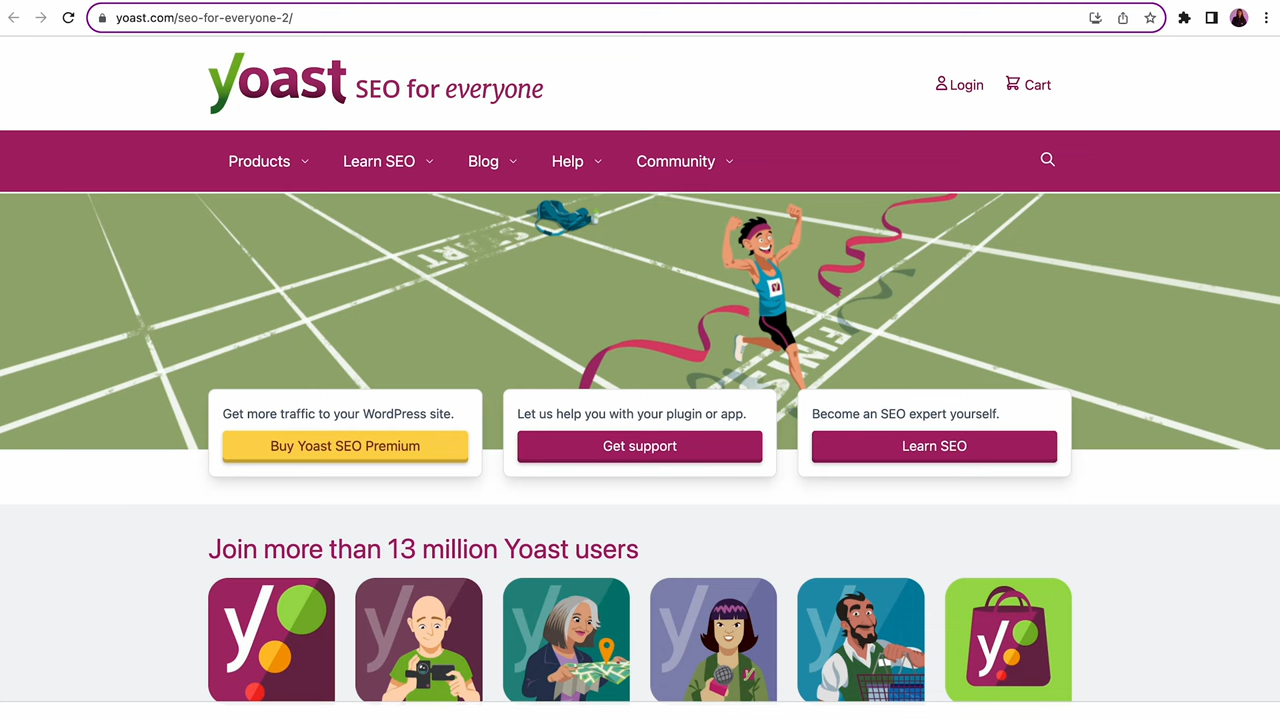 yoast.com/seo-for-everyone-2/
yoast SEO for everyone
Login
Cart
Products
Learn SEO
Blog
Help
Community
START
FINIS
Get more traffic to your WordPress site.
Buy Yoast SEO Premium
Let us help you with your plugin or app.
Get support
Become an SEO expert yourself.
Learn SEO
Join more than 13 million Yoast users
y
y
y
y
y
y